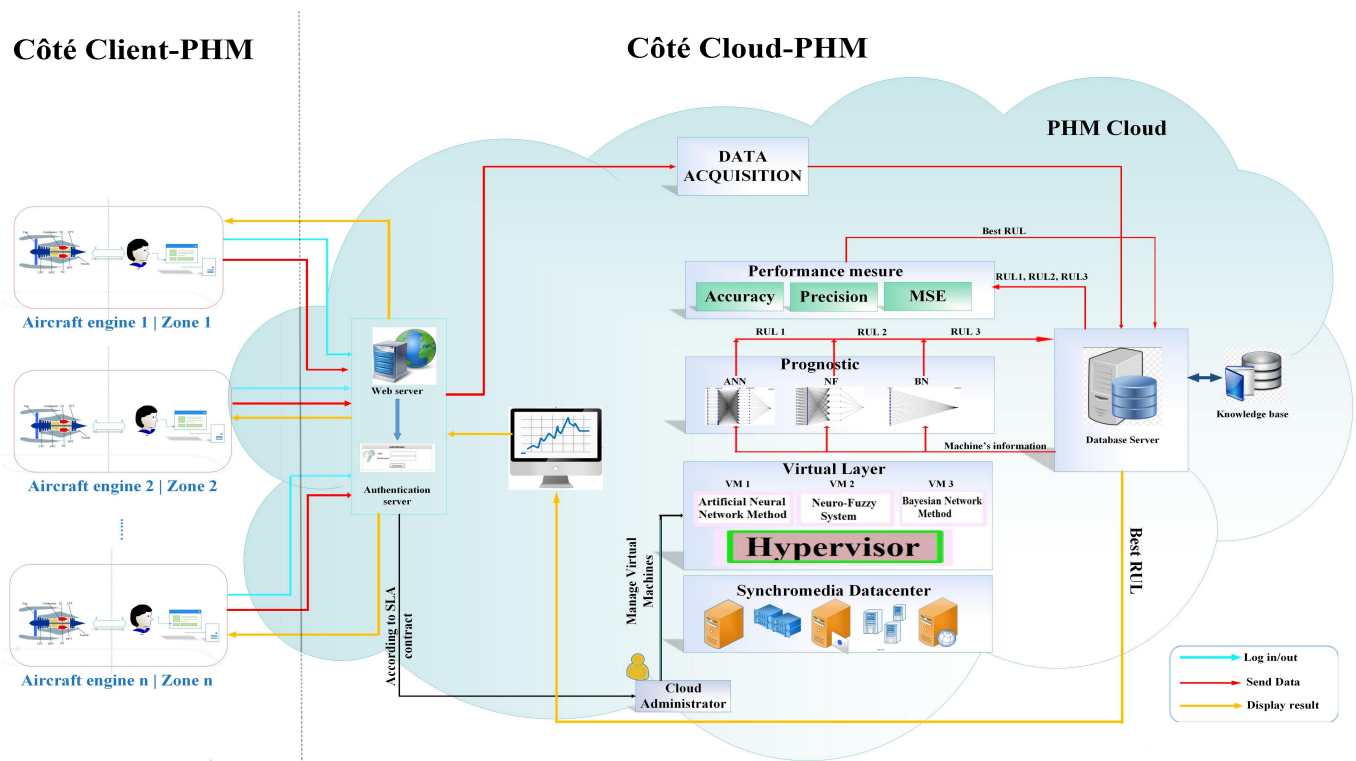 Côté Client-PHM
Côté Cloud-PHM
PHM Cloud
DATA
ACQUISITION
Best RUL
Performance mesure
RUL1, RUL2, RUL3
Accuracy
Precision
MSE
Aircraft engine 1 | Zone 1
RUL 1
RUL 2
RUL 3
Prognostic
ANN
NF
BN
Web server
Database Server
Knowledge base
Machine's information
Aircraft engine 2 | Zone 2
Authentication
server
Virtual Layer
VM 1
VM 2
VM 3
Artificial Neural
Network Method
Neuro-Fuzzy
System
Bayesian Network
Method
Hypervisor
Best RUL
Manage Virtual
Machines
Synchromedia Datacenter
According to SLA
contract
Aircraft engine n | Zone n
Cloud
Administrator
Log in/out
Send Data
Display result